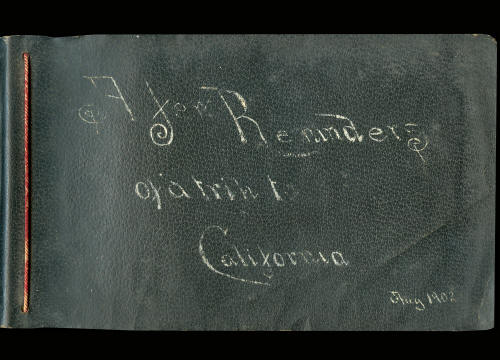 A few Reminders
of a trip to
California
Aug 1902